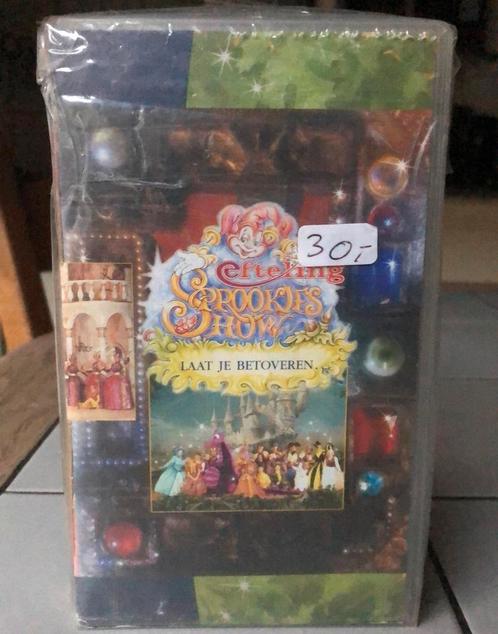 30,-
Efteling
SPROOKJES
SHOW
LAAT JE BETOVEREN...